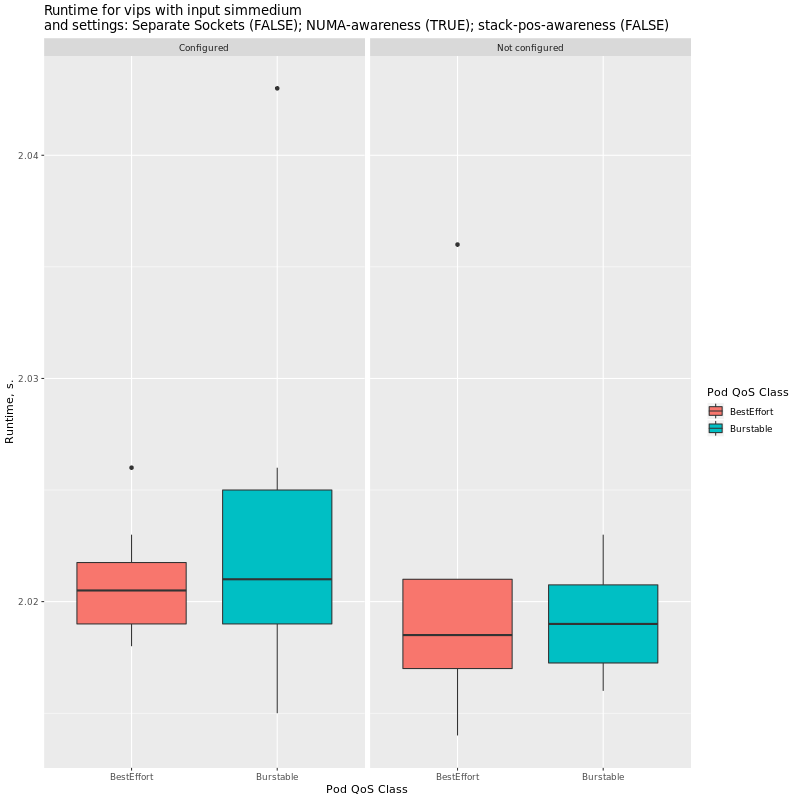 Runtime for vips with input simmedium
and settings: Separate Sockets (FALSE); NUMA-awareness (TRUE); stack-pos-awareness (FALSE)
Configured
Not configured
2.04
2.03
2.02
Runtime, s.
BestEffort
Burstable
BestEffort
Burstable
Pod QoS Class
Pod QoS Class
BestEffort
Burstable